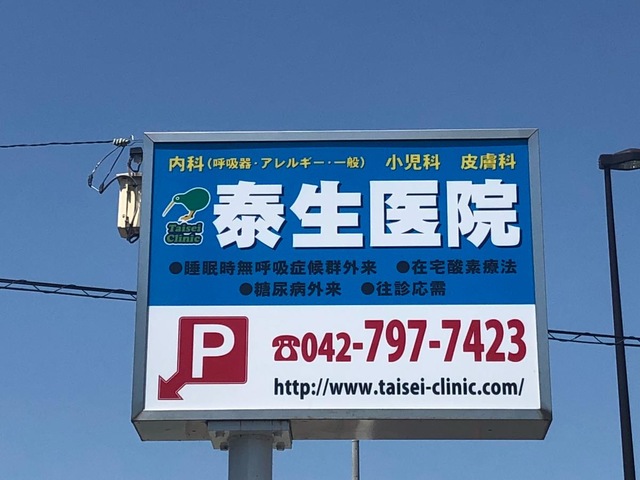 内科(呼吸器・アレルギー・一般) 小児科 皮膚科
Taisei
Clinic
泰生医院
●睡眠時無呼吸症候群外来 ●在宅酸素療法
●糖尿病外来 ●往診応需
P
☎042-797-7423
http://www.taisei-clinic.com/